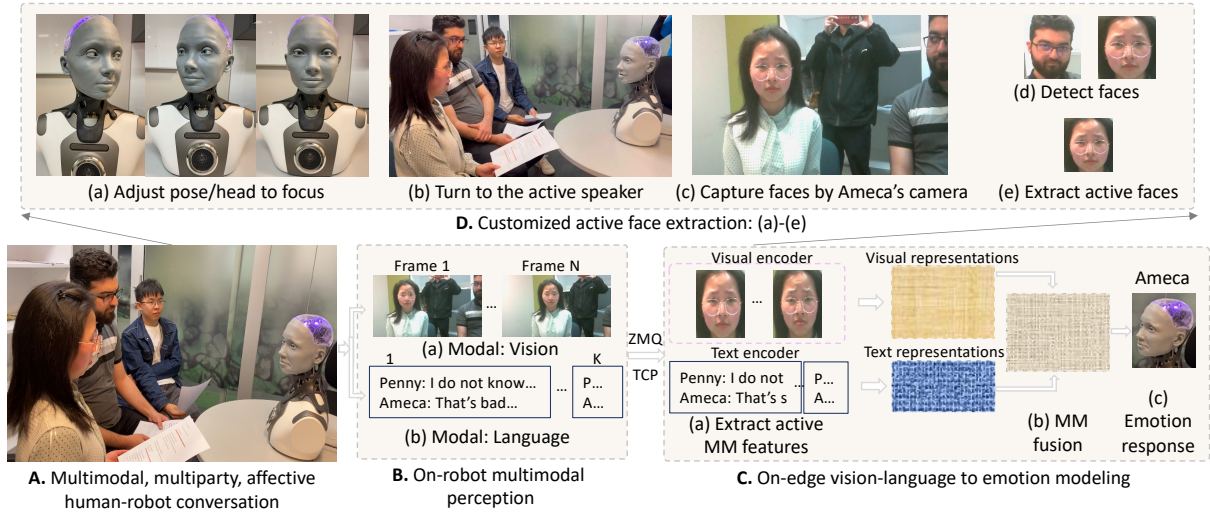 (a) Adjust pose/head to focus
(b) Turn to the active speaker
(c) Capture faces by Ameca's camera
(d) Detect faces
(e) Extract active faces
D. Customized active face extraction: (a)-(e)
A. Multimodal, multiparty, affective
human-robot conversation
Frame 1
Frame N
...
(a) Modal: Vision
1
K
Penny: I do not know...
Ameca: That's bad...
...
P...
A...
(b) Modal: Language
B. On-robot multimodal
perception
ZMQ
TCP
Visual encoder
...
Text encoder
Penny: I do not
Ameca: That's s
...
P...
A...
(a) Extract active
MM features
Visual representations
Text representations
(b) MM
fusion
Ameca
(c)
Emotion
response
C. On-edge vision-language to emotion modeling